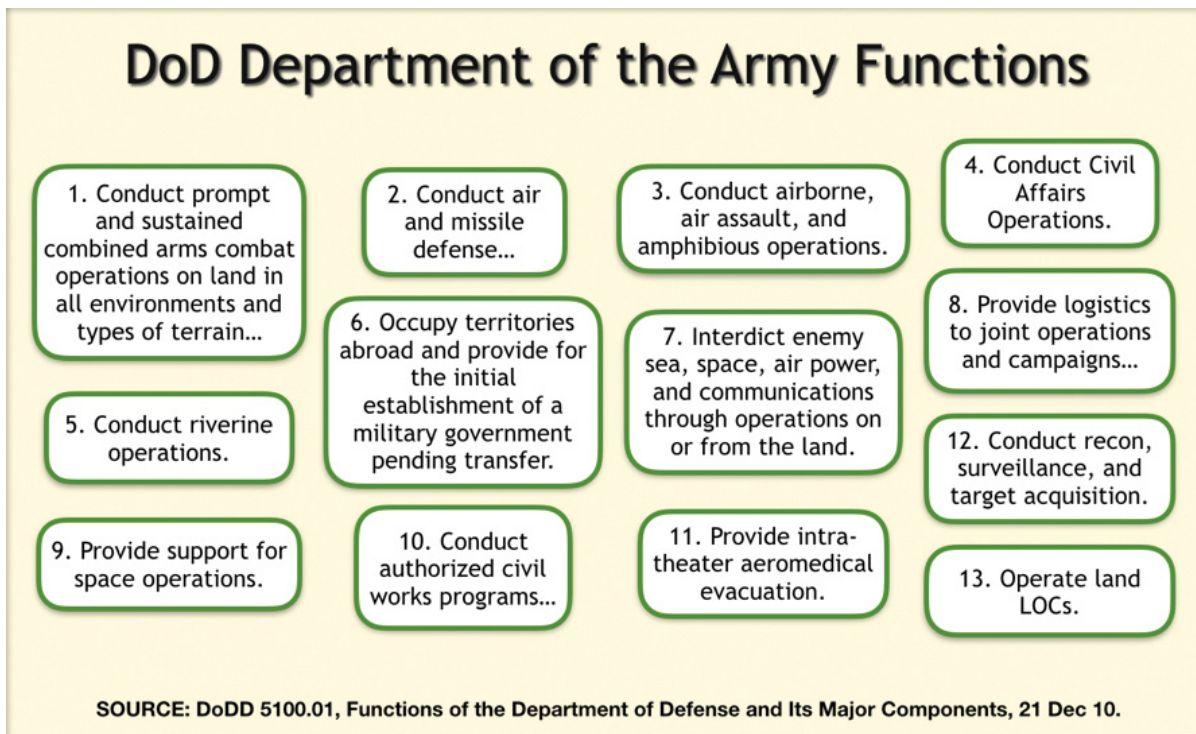 DoD Department of the Army Functions
1. Conduct prompt
and sustained
combined arms combat
operations on land in
all environments and
types of terrain…
2. Conduct air
and missile
defense…
3. Conduct airborne,
air assault, and
amphibious operations.
4. Conduct Civil
Affairs
Operations.
5. Conduct riverine
operations.
6. Occupy territories
abroad and provide for
the initial
establishment of a
military government
pending transfer.
7. Interdict enemy
sea, space, air power,
and communications
through operations on
or from the land.
8. Provide logistics
to joint operations
and campaigns…
9. Provide support for
space operations.
10. Conduct
authorized civil
works programs…
11. Provide intra-
theater aeromedical
evacuation.
12. Conduct recon,
surveillance, and
target acquisition.
13. Operate land
LOCs.
SOURCE: DoDD 5100.01, Functions of the Department of Defense and Its Major Components, 21 Dec 10.